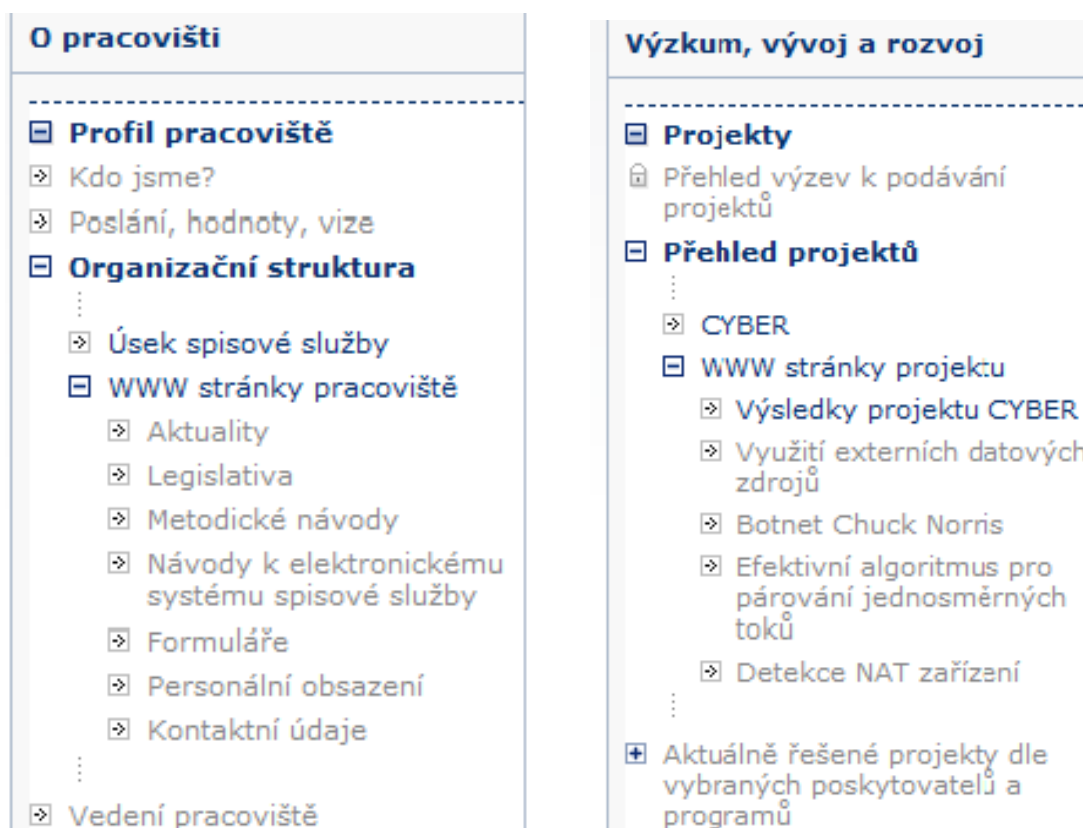 O pracovišti
Profil pracoviště
Kdo jsme?
Poslání, hodnoty, vize
Organizační struktura
Úsek spisové služby
WWW stránky pracoviště
Aktuality
Legislativa
Metodické návody
Návody k elektronickému
systému spisové služby
Formuláře
Personální obsazení
Kontaktní údaje
Vedení pracoviště
Výzkum, vývoj a rozvoj
Projekty
Přehled výzev k podávání
projektů
Přehled projektů
CYBER
WWW stránky projektu
Výsledky projektu CYBER
Využití externích datových
zdrojů
Botnet Chuck Norris
Efektivní algoritmus pro
párování jednosměrných
toků
Detekce NAT zařízení
Aktuálně řešené projekty dle
vybraných poskytovatelů a
programů